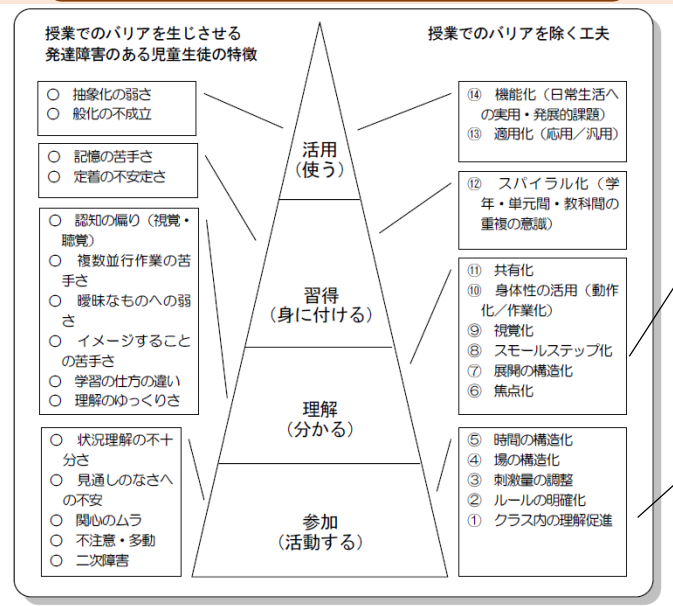 授業でのバリアを生じさせる
発達障害のある児童生徒の特徴
○ 抽象化の弱さ
○ 般化の不成立
○ 記憶の苦手さ
○ 定着の不安定さ
○ 認知の偏り（視覚・
聴覚）
○ 複数並行作業の苦
手さ
○ 曖昧なものへの弱
さ
○ イメージすること
の苦手さ
○ 学習の仕方の違い
○ 理解のゆっくりさ
○ 状況理解の不十
分さ
○ 見通しのなさへ
の不安
○ 関心のムラ
○ 不注意・多動
○ 二次障害
活用
（使う）
習得
（身に付ける）
理解
（分かる）
参加
（活動する）
授業でのバリアを除く工夫
⑭ 機能化（日常生活へ
の実用・発展的課題）
⑬ 適用化（応用／汎用）
⑫ スパイラル化（学
年・単元間・教科間の
重複の意識）
⑪ 共有化
⑩ 身体性の活用（動作
化／作業化）
⑨ 視覚化
⑧ スモールステップ化
⑦ 展開の構造化
⑥ 焦点化
⑤ 時間の構造化
④ 場の構造化
③ 刺激量の調整
② ルールの明確化
① クラス内の理解促進